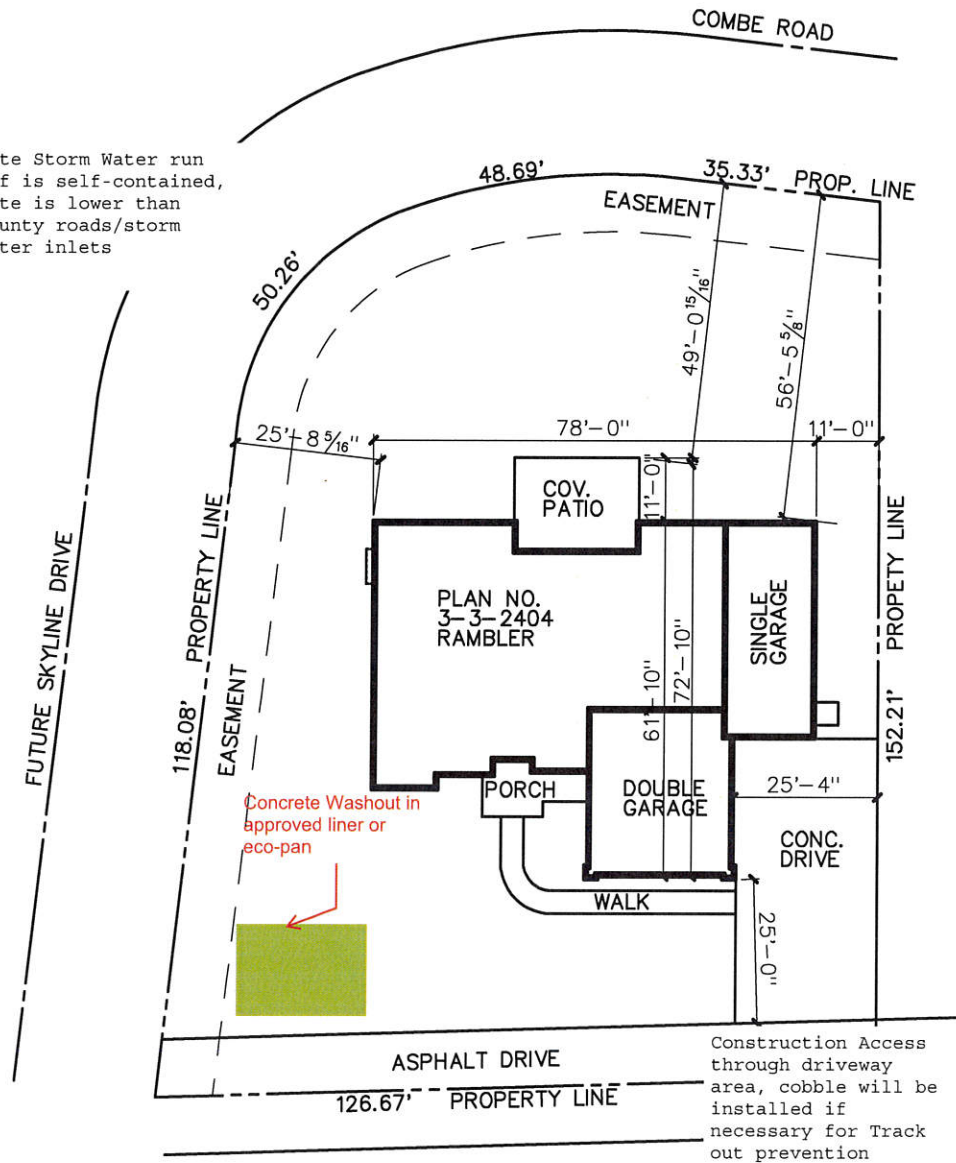 COMBE ROAD
te Storm Water run
f is self-contained,
te is lower than
unty roads/storm
ter inlets
48.69'
35.33'
PROP. LINE
EASEMENT
50.26'
49'-0 15/16"
56'-5 5/8"
25'-8 5/16"
78'-0"
11'-0"
COV.
PATIO
11'-0"
PLAN NO.
3-3-2404
RAMBLER
SINGLE
GARAGE
PROPETY LINE
152.21'
FUTURE SKYLINE DRIVE
PROPERTY LINE
118.08'
EASEMENT
61'-10"
72'-10"
PORCH
DOUBLE
GARAGE
25'-4"
CONC.
DRIVE
Concrete Washout in
approved liner or
eco-pan
WALK
25'-0"
ASPHALT DRIVE
126.67' PROPERTY LINE
Construction Access
through driveway
area, cobble will be
installed if
necessary for Track
out prevention